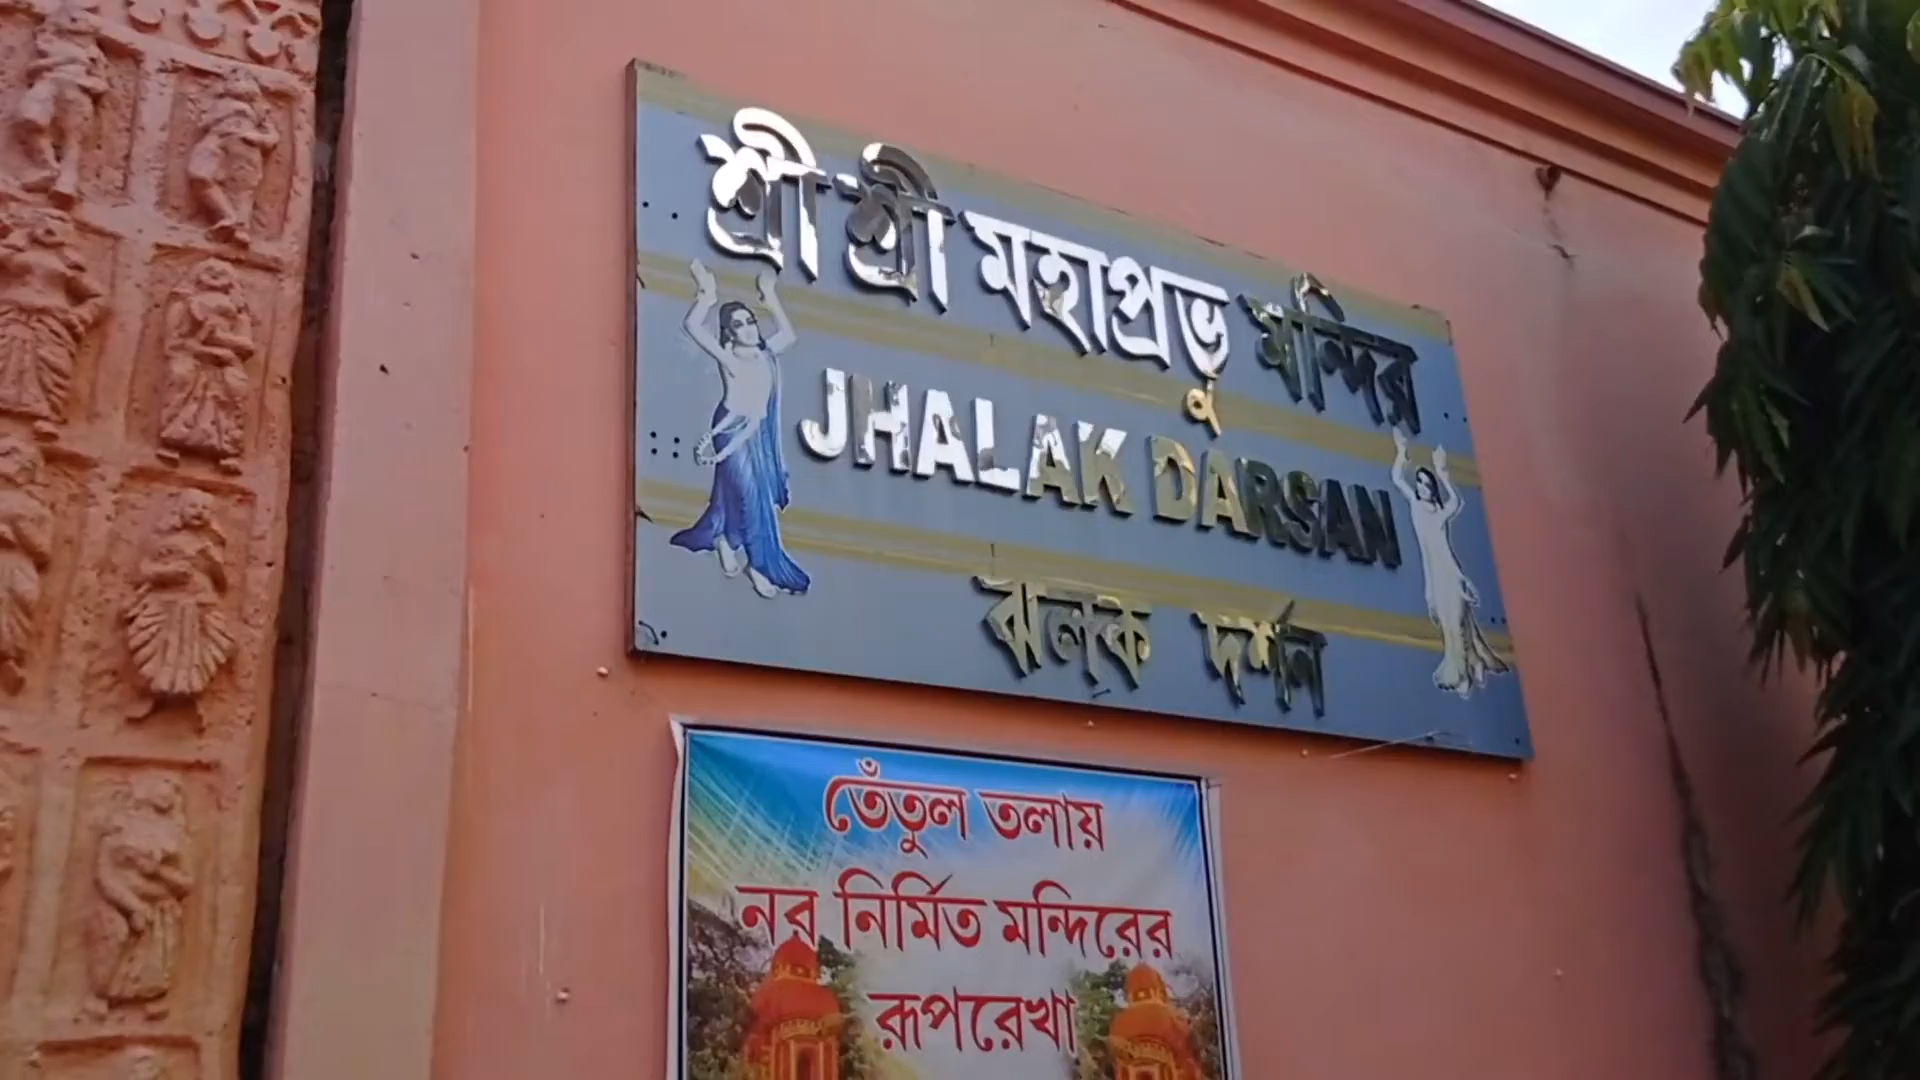 শ্রী শ্রী মহাপ্রভু মন্দির
JHALAK DARSAN
ঝলক দর্শন
তেঁতুল তলায়
নব নির্মিত মন্দিরের
রূপরেখা